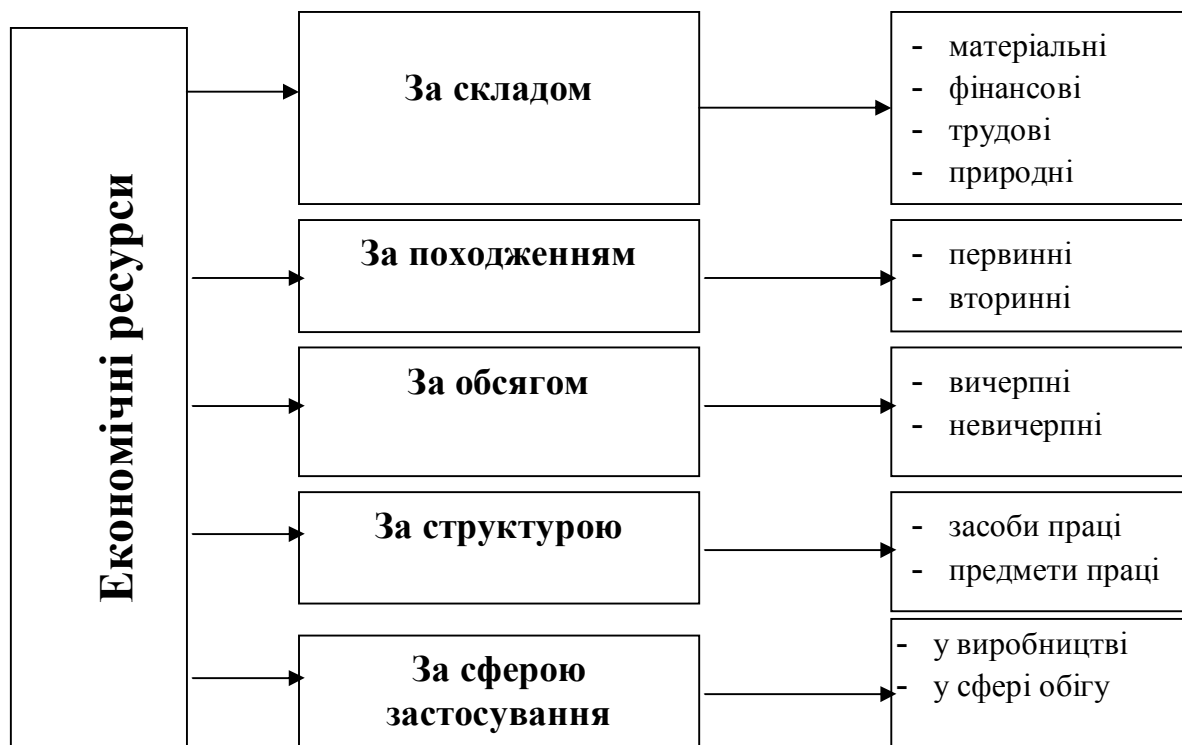 Економічні ресурси
За складом
- матеріальні
- фінансові
- трудові
- природні
За походженням
- первинні
- вторинні
За обсягом
- вичерпні
- невичерпні
За структурою
- засоби праці
- предмети праці
За сферою
застосування
- у виробництві
- у сфері обігу